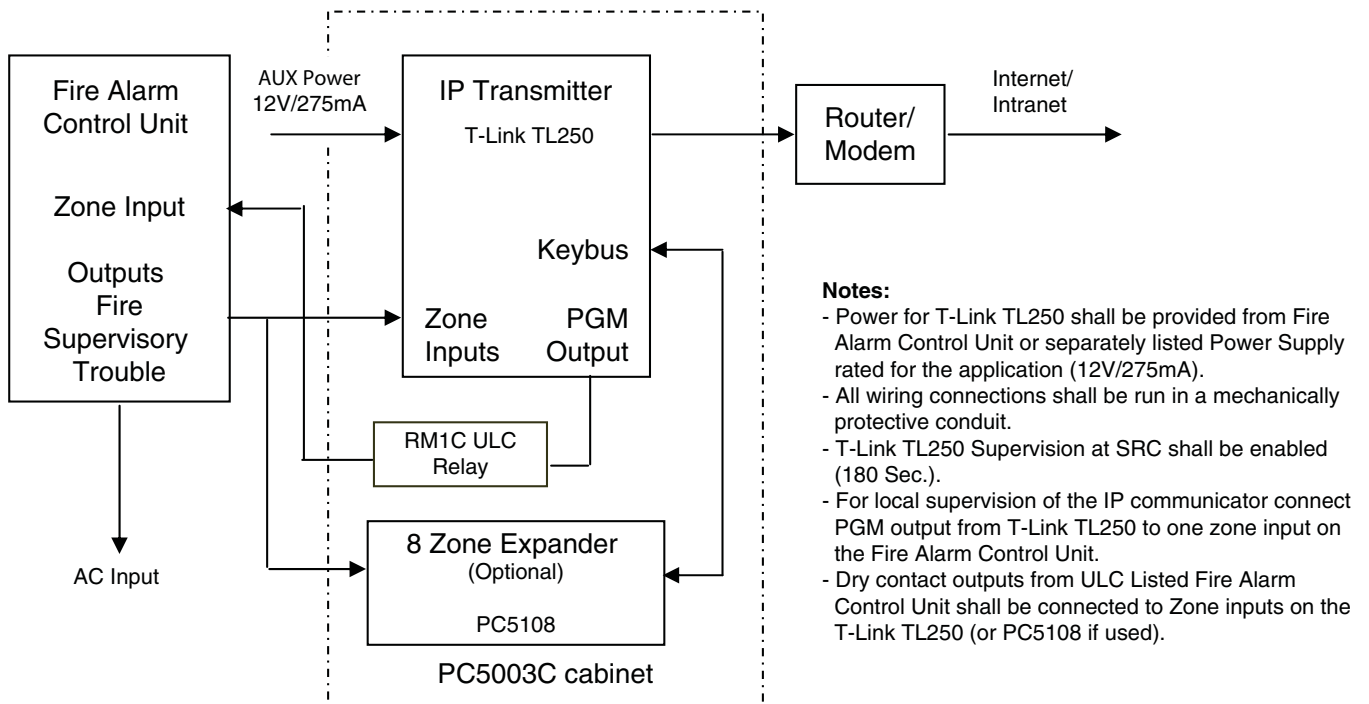 Fire Alarm
Control Unit
Zone Input
Outputs
Fire
Supervisory
Trouble
AC Input
AUX Power
12V/275mA
IP Transmitter
T-Link TL250
Keybus
Zone
Inputs
PGM
Output
RM1C ULC
Relay
8 Zone Expander
(Optional)
PC5108
PC5003C cabinet
Router/
Modem
Internet/
Intranet
Notes:
- Power for T-Link TL250 shall be provided from Fire
Alarm Control Unit or separately listed Power Supply
rated for the application (12V/275mA).
- All wiring connections shall be run in a mechanically
protective conduit.
- T-Link TL250 Supervision at SRC shall be enabled
(180 Sec.).
- For local supervision of the IP communicator connect
PGM output from T-Link TL250 to one zone input on
the Fire Alarm Control Unit.
- Dry contact outputs from ULC Listed Fire Alarm
Control Unit shall be connected to Zone inputs on the
T-Link TL250 (or PC5108 if used).